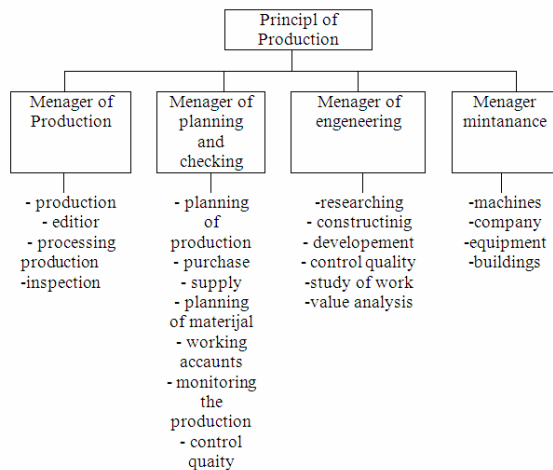 Principl of
Production
Menager of
Production
Menager of
planning
and
checking
Menager of
engeneering
Menager
mintanance
- production
- editior
- processing
production
-inspection
- planning
of
production
- purchase
- supply
- planning
of materijal
- working
accaunts
- monitoring
the
production
- control
quaity
-researching
- constructinig
- developement
- control quality
-study of work
- value analysis
-machines
-company
-equipment
-buildings